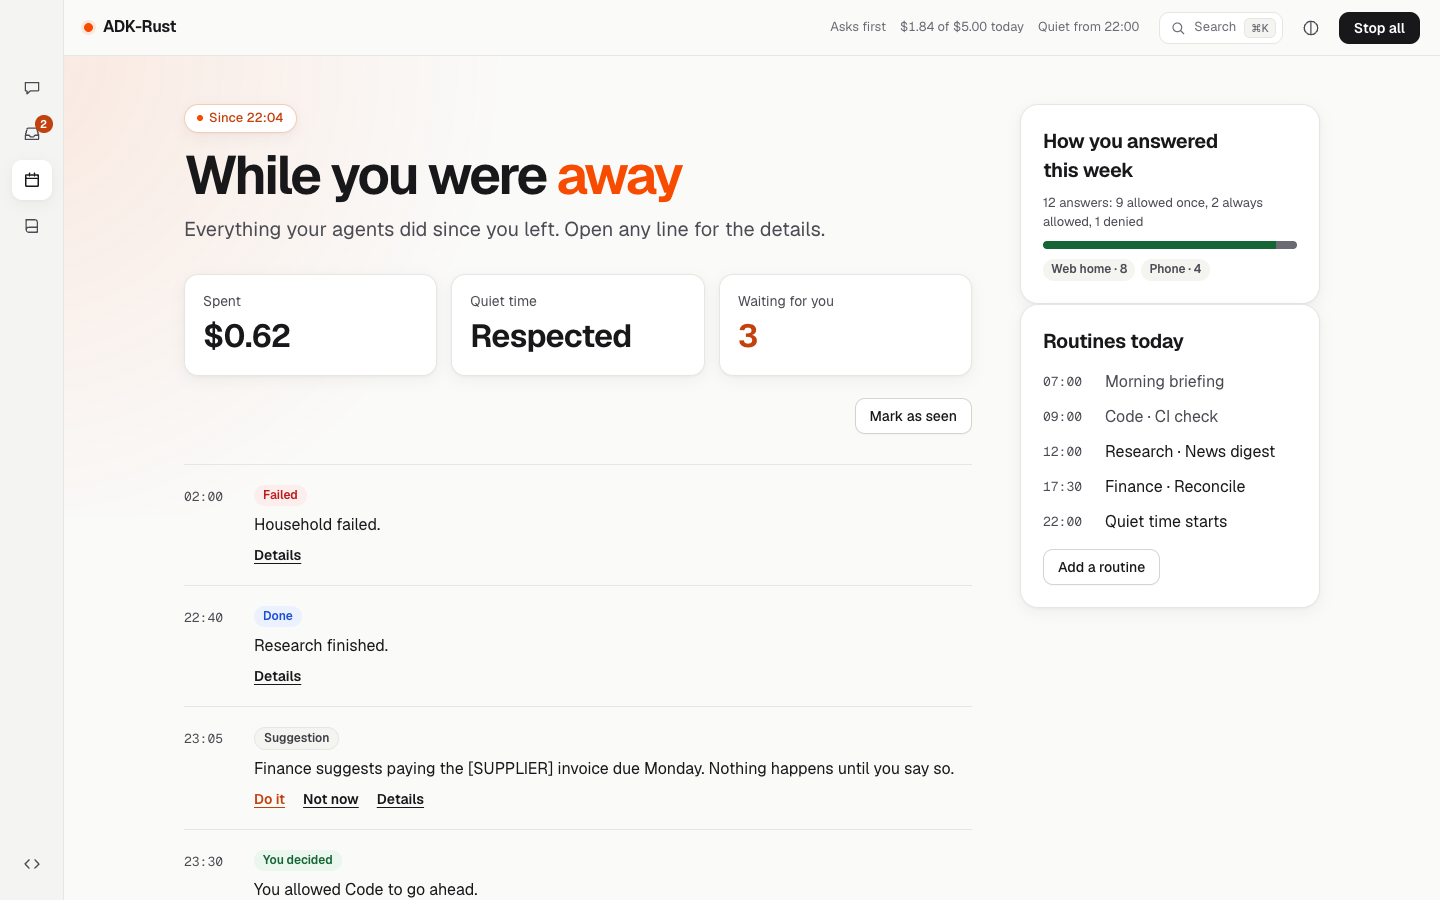 ADK-Rust
Asks first
$1.84 of $5.00 today
Quiet from 22:00
Search ⌘K
Stop all
2
Since 22:04
While you were away
Everything your agents did since you left. Open any line for the details.
Spent
$0.62
Quiet time
Respected
Waiting for you
3
Mark as seen
02:00
Failed
Household failed.
Details
22:40
Done
Research finished.
Details
23:05
Suggestion
Finance suggests paying the [SUPPLIER] invoice due Monday. Nothing happens until you say so.
Do it Not now Details
23:30
You decided
You allowed Code to go ahead.
How you answered
this week
12 answers: 9 allowed once, 2 always
allowed, 1 denied
Web home · 8
Phone · 4
Routines today
07:00 Morning briefing
09:00 Code · CI check
12:00 Research · News digest
17:30 Finance · Reconcile
22:00 Quiet time starts
Add a routine